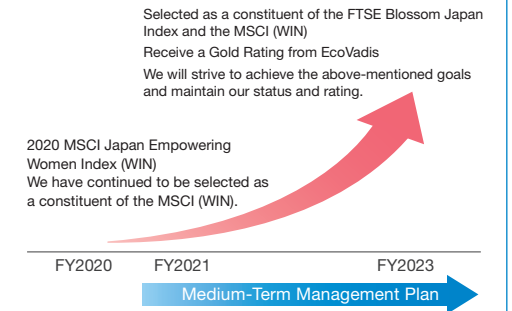 Selected as a constituent of the FTSE Blossom Japan
Index and the MSCI (WIN)
Receive a Gold Rating from EcoVadis
We will strive to achieve the above-mentioned goals
and maintain our status and rating.
2020 MSCI Japan Empowering
Women Index (WIN)
We have continued to be selected as
a constituent of the MSCI (WIN).
FY2020 FY2021 FY2023
Medium-Term Management Plan